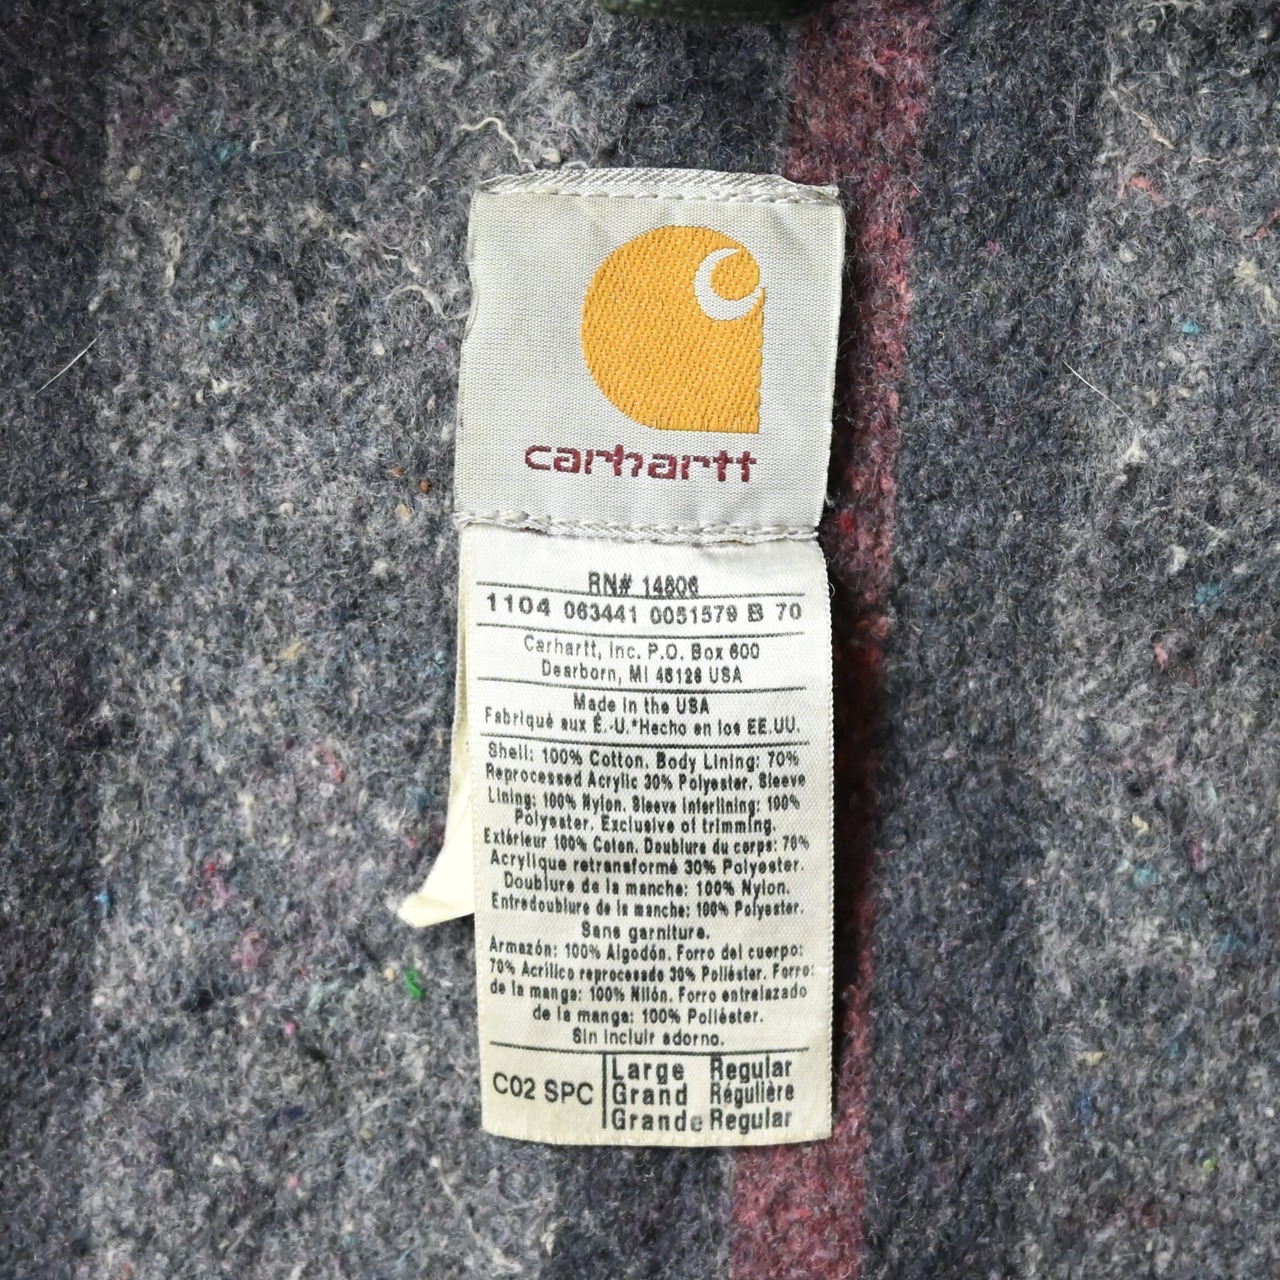 carhartt
RN# 14806
1104 063441 0051579 B 70
Carhartt, Inc. P.O. Box 600
Dearborn, MI 48126 USA
Made in the USA
Fabriqué aux É.-U.*Hecho en los EE.UU.
Shell: 100% Cotton. Body Lining: 70%
Reprocessed Acrylic 30% Polyester. Sleeve
Lining: 100% Nylon. Sleeve Interlining: 100%
Polyester. Exclusive of trimming.
Extérieur 100% Coton. Doublure du corps: 70%
Acrylique retransformé 30% Polyester.
Doublure de la manche: 100% Nylon.
Entredoublure de la manche: 100% Polyester.
Sans garniture.
Armazón: 100% Algodón. Forro del cuerpo:
70% Acrílico reprocesado 30% Poliéster. Forro:
de la manga: 100% Nilón. Forro entrelazado
de la manga: 100% Poliéster.
Sin incluir adorno.
C02 SPC
Large Regular
Grand Régulière
Grande Regular